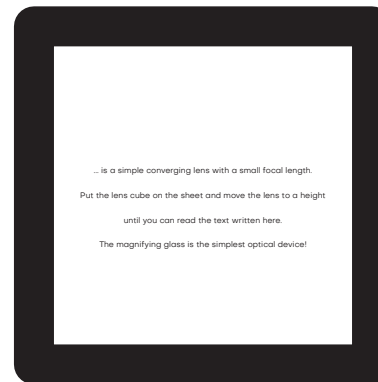 ... is a simple converging lens with a small focal length.
Put the lens cube on the sheet and move the lens to a height
until you can read the text written here.
The magnifying glass is the simplest optical device!